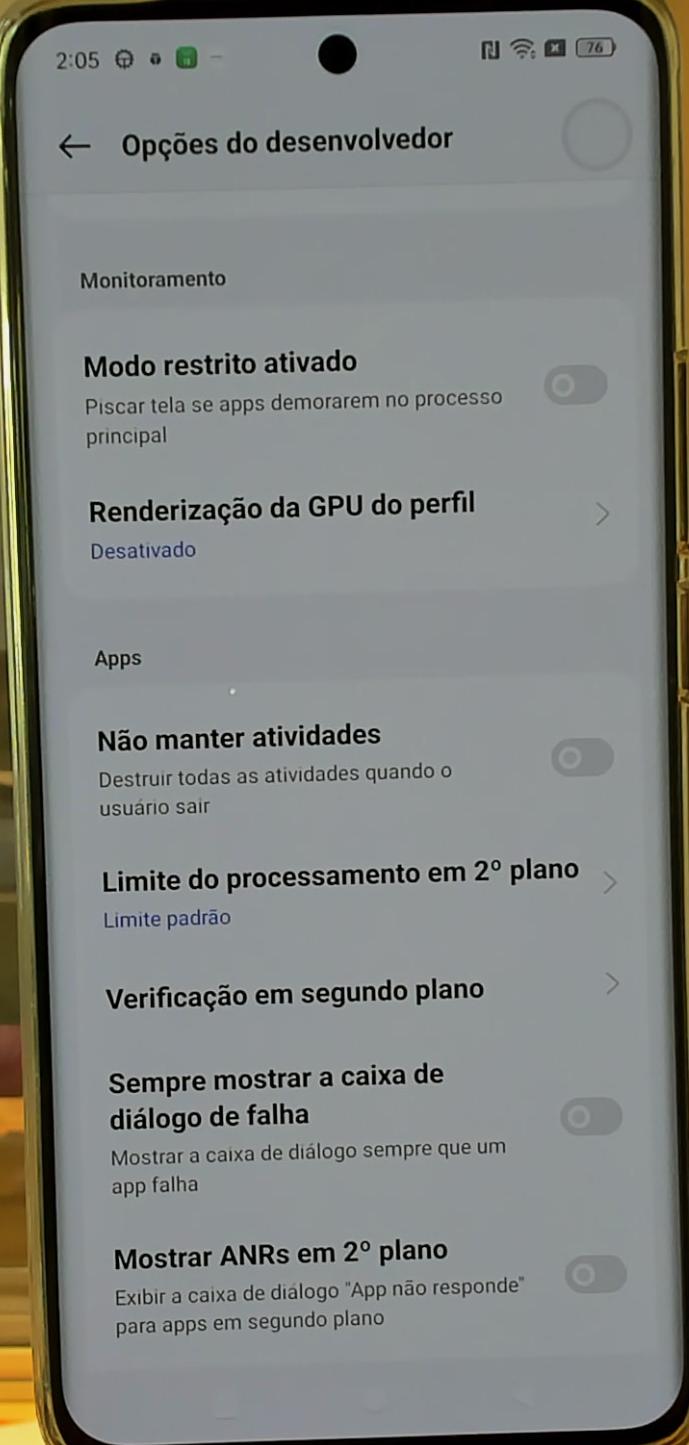 2:05
76
Opções do desenvolvedor
Monitoramento
Modo restrito ativado
Piscar tela se apps demorarem no processo
principal
Renderização da GPU do perfil
Desativado
Apps
Não manter atividades
Destruir todas as atividades quando o
usuário sair
Limite do processamento em 2º plano
Limite padrão
Verificação em segundo plano
Sempre mostrar a caixa de
diálogo de falha
Mostrar a caixa de diálogo sempre que um
app falha
Mostrar ANRs em 2º plano
Exibir a caixa de diálogo "App não responde"
para apps em segundo plano